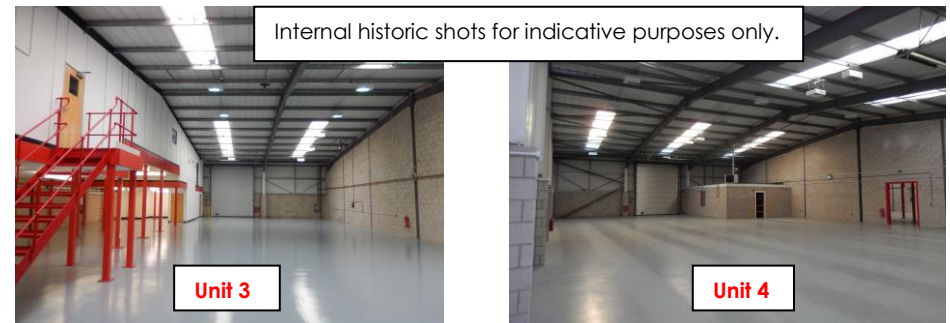 Internal historic shots for indicative purposes only.
Unit 3
Unit 4